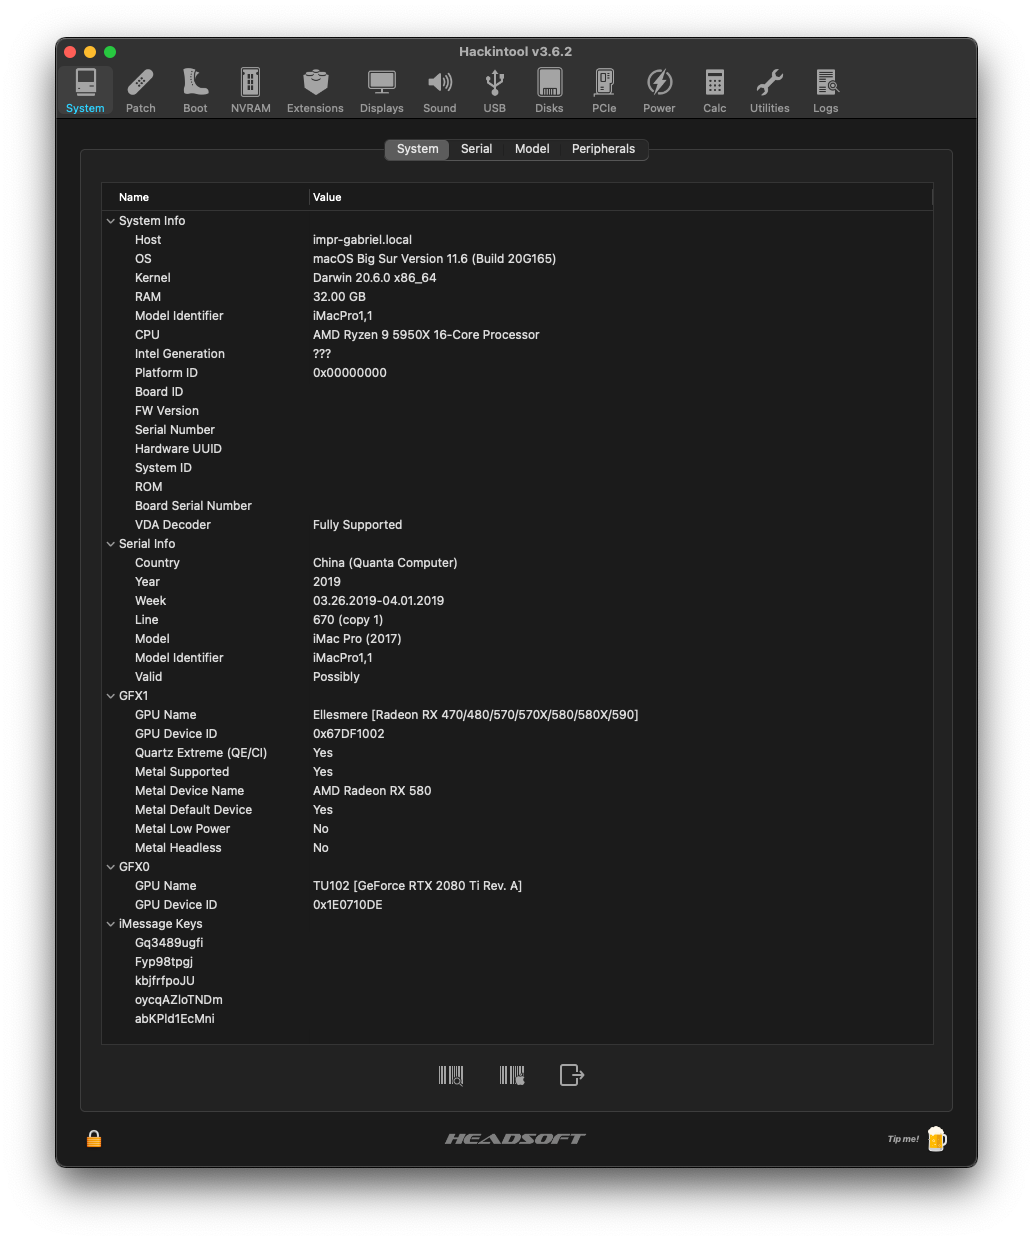 Hackintool v3.6.2
System Patch Boot NVRAM Extensions Displays Sound USB Disks PCIe Power Calc Utilities Logs
System Serial Model Peripherals
Name Value
System Info
Host impr-gabriel.local
OS macOS Big Sur Version 11.6 (Build 20G165)
Kernel Darwin 20.6.0 x86_64
RAM 32.00 GB
Model Identifier iMacPro1,1
CPU AMD Ryzen 9 5950X 16-Core Processor
Intel Generation ???
Platform ID 0x00000000
Board ID
FW Version
Serial Number
Hardware UUID
System ID
ROM
Board Serial Number
VDA Decoder Fully Supported
Serial Info
Country China (Quanta Computer)
Year 2019
Week 03.26.2019-04.01.2019
Line 670 (copy 1)
Model iMac Pro (2017)
Model Identifier iMacPro1,1
Valid Possibly
GFX1
GPU Name Ellesmere [Radeon RX 470/480/570/570X/580/580X/590]
GPU Device ID 0x67DF1002
Quartz Extreme (QE/CI) Yes
Metal Supported Yes
Metal Device Name AMD Radeon RX 580
Metal Default Device Yes
Metal Low Power No
Metal Headless No
GFX0
GPU Name TU102 [GeForce RTX 2080 Ti Rev. A]
GPU Device ID 0x1E0710DE
iMessage Keys
Gq3489ugfi
Fyp98tpgj
kbjfrfpoJU
oycqAZloTNDm
abKPld1EcMni
HEADSOFT
Tip me!